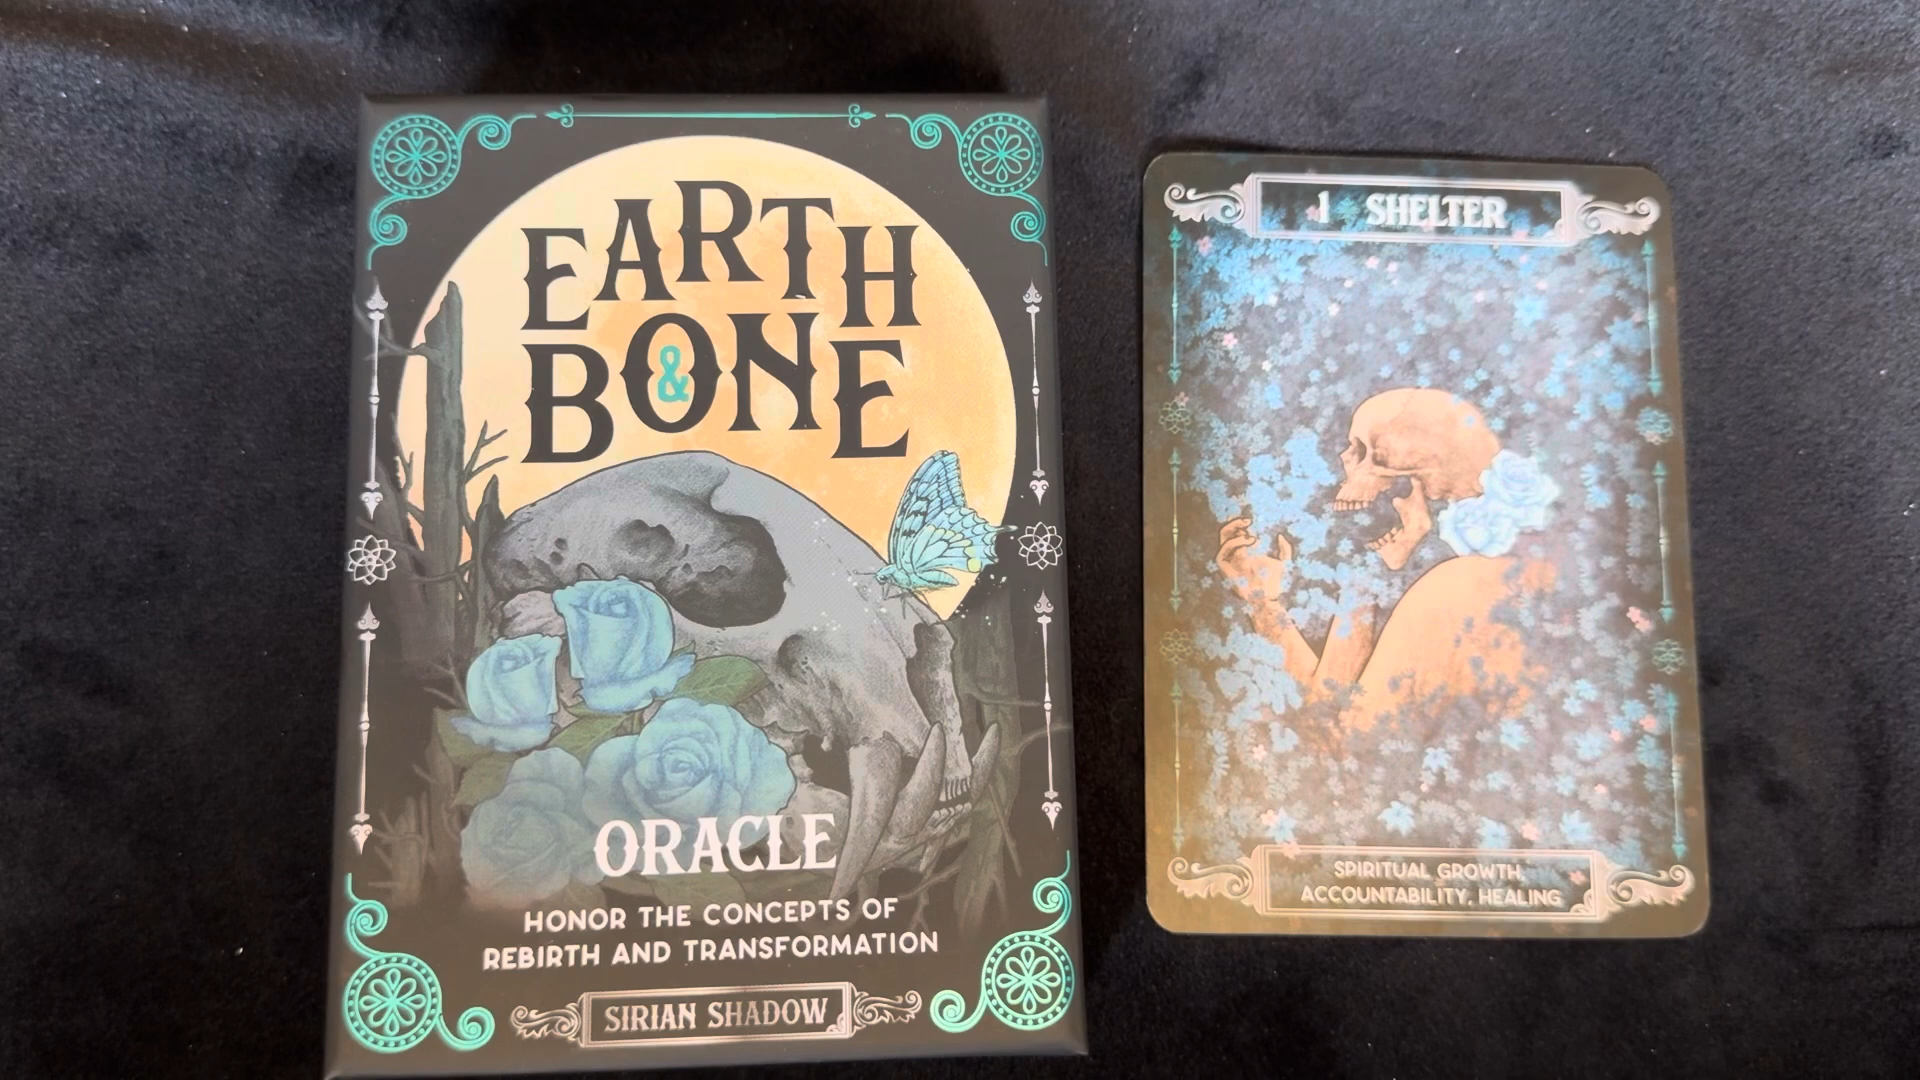 EARTH
& BONE
ORACLE
HONOR THE CONCEPTS OF
REBIRTH AND TRANSFORMATION
SIRIAN SHADOW
1 SHELTER
SPIRITUAL GROWTH,
ACCOUNTABILITY, HEALING